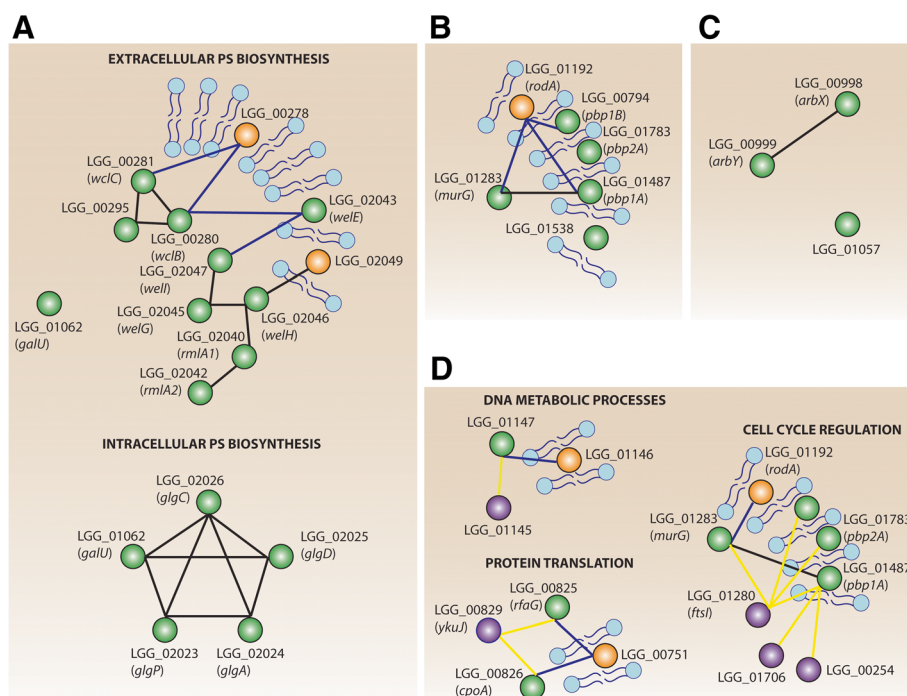 A
EXTRACELLULAR PS BIOSYNTHESIS
LGG_00278
LGG_00281
(wclC)
LGG_00295
LGG_00280
(wclB)
LGG_02043
(welE)
LGG_02047
(welI)
LGG_02049
LGG_02045
(welG)
LGG_02046
(welH)
LGG_02040
(rmlA1)
LGG_02042
(rmlA2)
LGG_01062
(galU)
INTRACELLULAR PS BIOSYNTHESIS
LGG_02026
(glgC)
LGG_01062
(galU)
LGG_02025
(glgD)
LGG_02023
(glgP)
LGG_02024
(glgA)
B
LGG_01192
(rodA)
LGG_00794
(pbp1B)
LGG_01783
(pbp2A)
LGG_01283
(murG)
LGG_01487
(pbp1A)
LGG_01538
C
LGG_00998
(arbX)
LGG_00999
(arbY)
LGG_01057
D
DNA METABOLIC PROCESSES
LGG_01147
LGG_01146
LGG_01145
PROTEIN TRANSLATION
LGG_00825
(rfaG)
LGG_00829
(ykuJ)
LGG_00751
LGG_00826
(cpoA)
CELL CYCLE REGULATION
LGG_01192
(rodA)
LGG_01283
(murG)
LGG_01783
(pbp2A)
LGG_01487
(pbp1A)
LGG_01280
(ftsI)
LGG_01706
LGG_00254